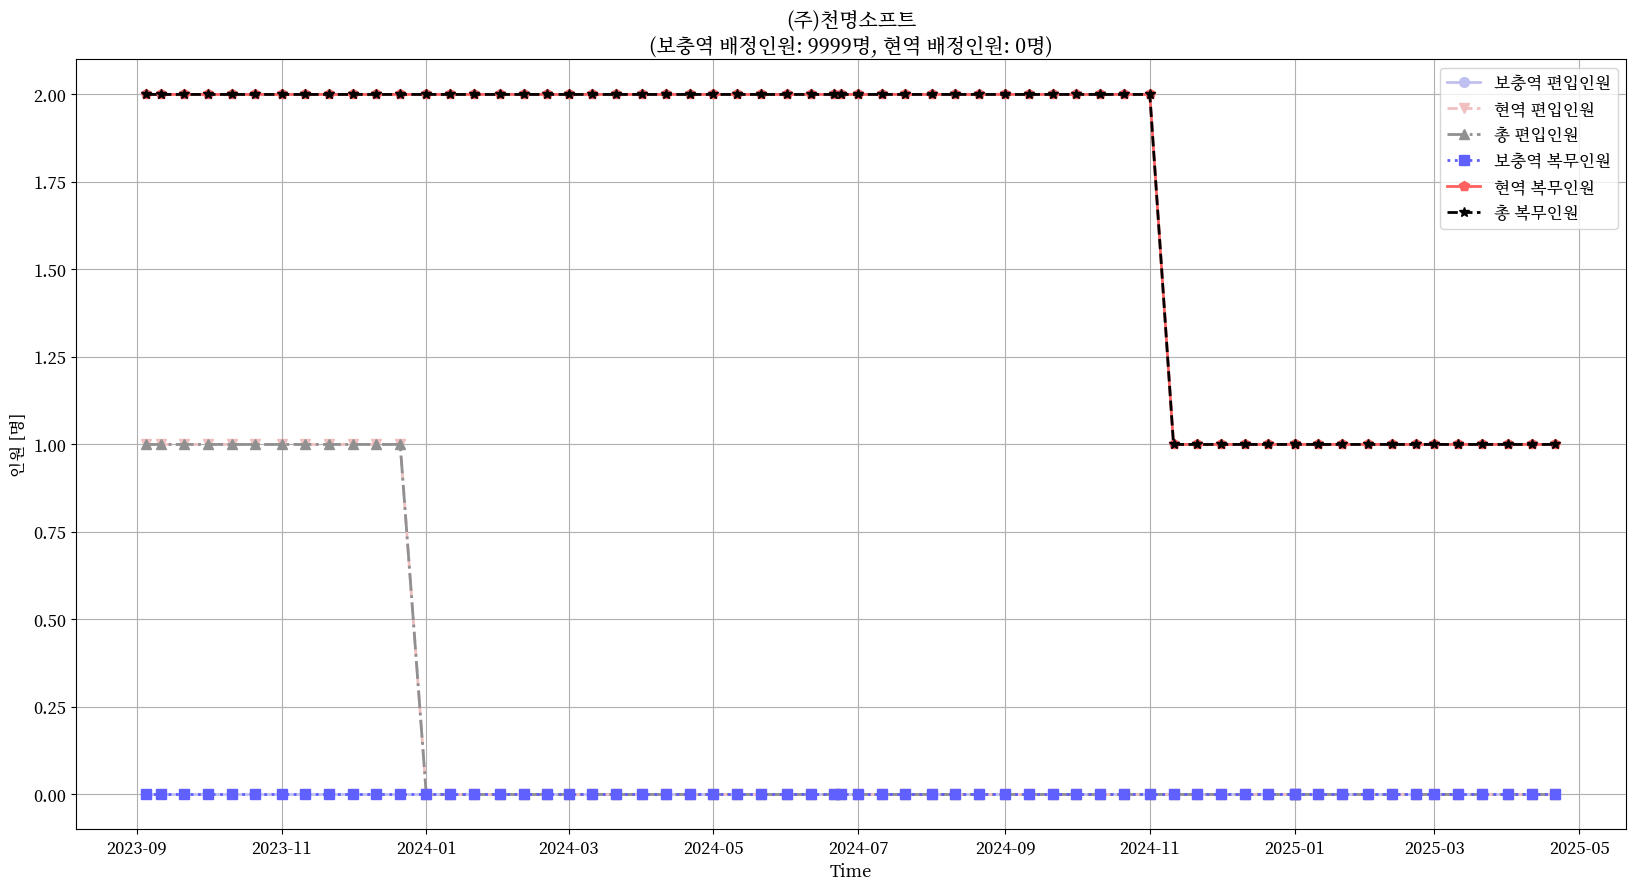 (주)천명소프트
(보충역 배정인원: 9999명, 현역 배정인원: 0명)
보충역 편입인원
현역 편입인원
총 편입인원
보충역 복무인원
현역 복무인원
총 복무인원
인원 [명]
2.00
1.75
1.50
1.25
1.00
0.75
0.50
0.25
0.00
2023-09 2023-11 2024-01 2024-03 2024-05 2024-07 2024-09 2024-11 2025-01 2025-03 2025-05
Time